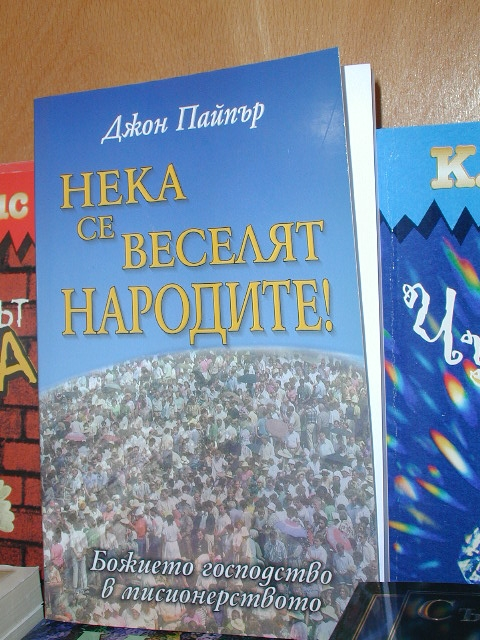 Джон Пайпър
НЕКА
СЕ
ВЕСЕЛЯТ
НАРОДИТЕ!
Божието господство
в мисионерството